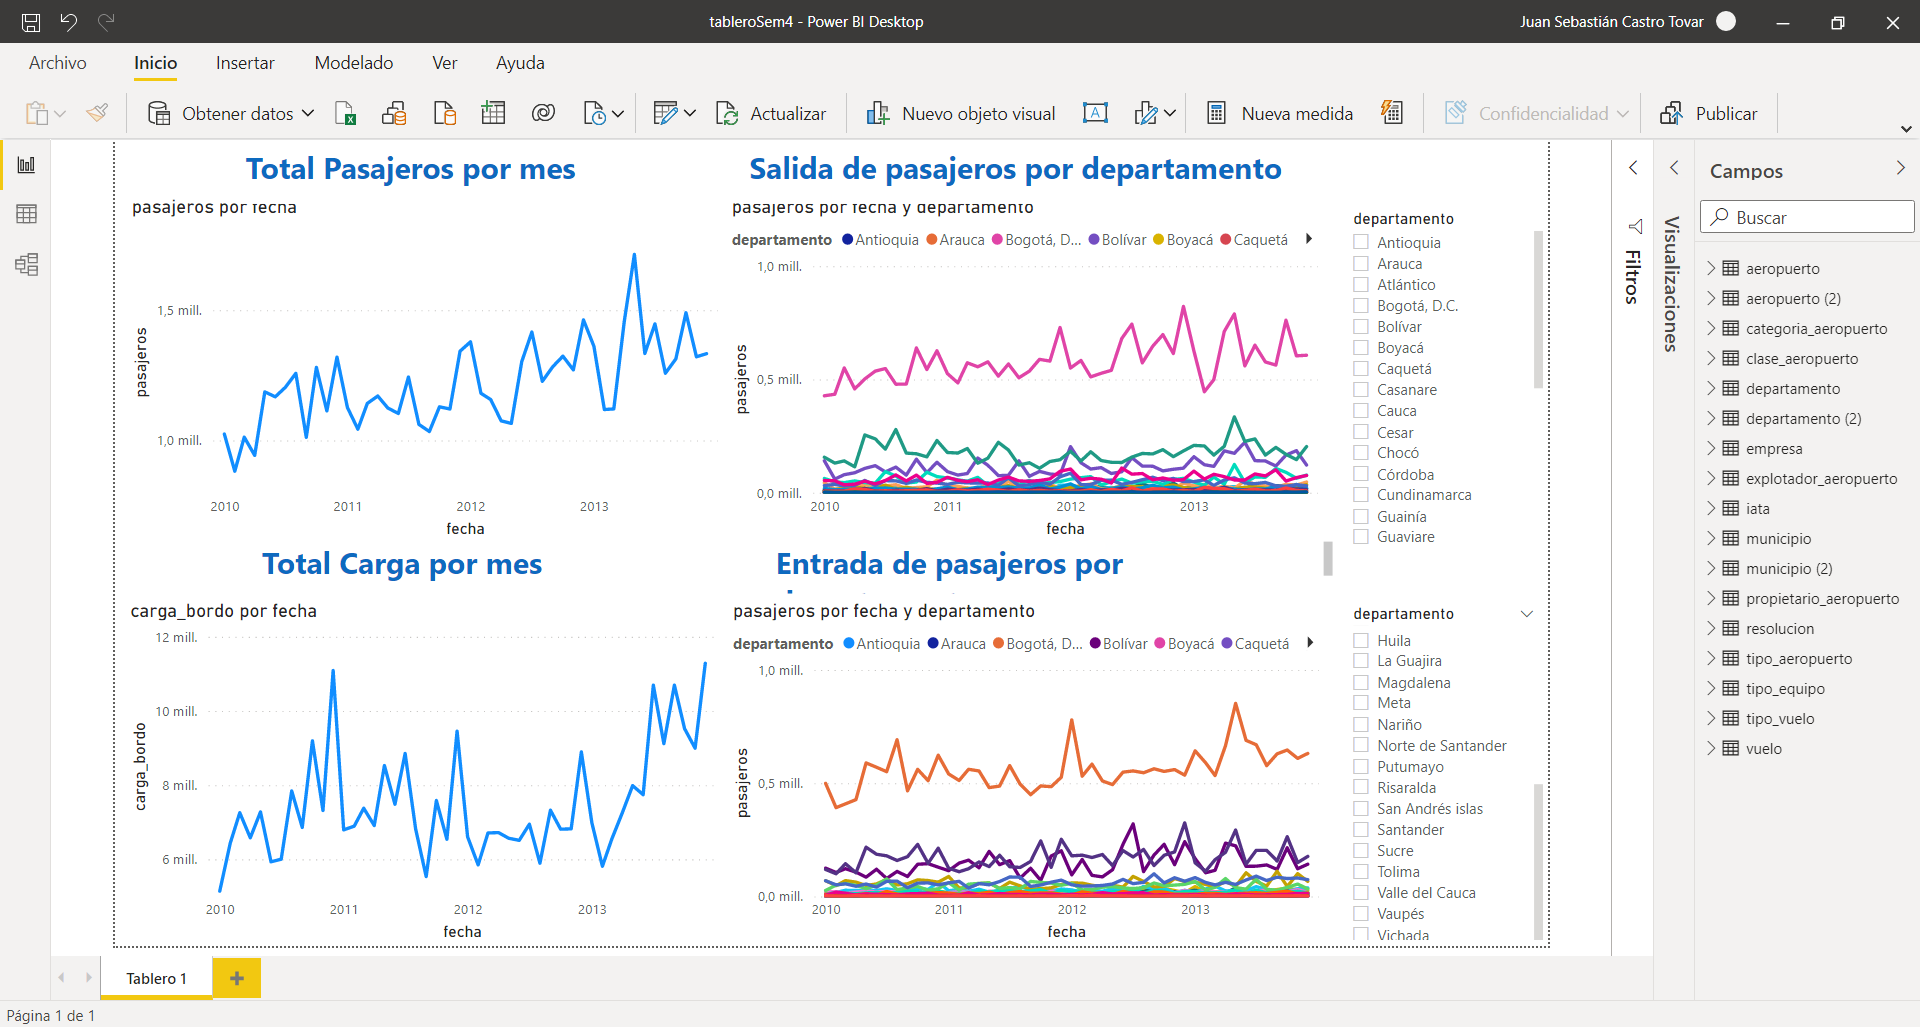 tableroSem4 - Power BI Desktop
Juan Sebastián Castro Tovar
Archivo
Inicio
Insertar
Modelado
Ver
Ayuda
Obtener datos
Actualizar
Nuevo objeto visual
Nueva medida
Confidencialidad
Publicar
Total Pasajeros por mes
pasajeros por fecha
pasajeros
1,5 mill.
1,0 mill.
2010
2011
2012
2013
fecha
Salida de pasajeros por departamento
pasajeros por fecha y departamento
departamento Antioquia Arauca Bogotá, D... Bolívar Boyacá Caquetá
pasajeros
1,0 mill.
0,5 mill.
0,0 mill.
2010
2011
2012
2013
fecha
departamento
Antioquia
Arauca
Atlántico
Bogotá, D.C.
Bolívar
Boyacá
Caquetá
Casanare
Cauca
Cesar
Chocó
Córdoba
Cundinamarca
Guainía
Guaviare
Total Carga por mes
carga_bordo por fecha
carga_bordo
12 mill.
10 mill.
8 mill.
6 mill.
2010
2011
2012
2013
fecha
Entrada de pasajeros por
pasajeros por fecha y departamento
departamento Antioquia Arauca Bogotá, D... Bolívar Boyacá Caquetá
pasajeros
1,0 mill.
0,5 mill.
0,0 mill.
2010
2011
2012
2013
fecha
departamento
Huila
La Guajira
Magdalena
Meta
Nariño
Norte de Santander
Putumayo
Risaralda
San Andrés islas
Santander
Sucre
Tolima
Valle del Cauca
Vaupés
Vichada
Filtros
Visualizaciones
Campos
Buscar
aeropuerto
aeropuerto (2)
categoria_aeropuerto
clase_aeropuerto
departamento
departamento (2)
empresa
explotador_aeropuerto
iata
municipio
municipio (2)
propietario_aeropuerto
resolucion
tipo_aeropuerto
tipo_equipo
tipo_vuelo
vuelo
Tablero 1
Página 1 de 1